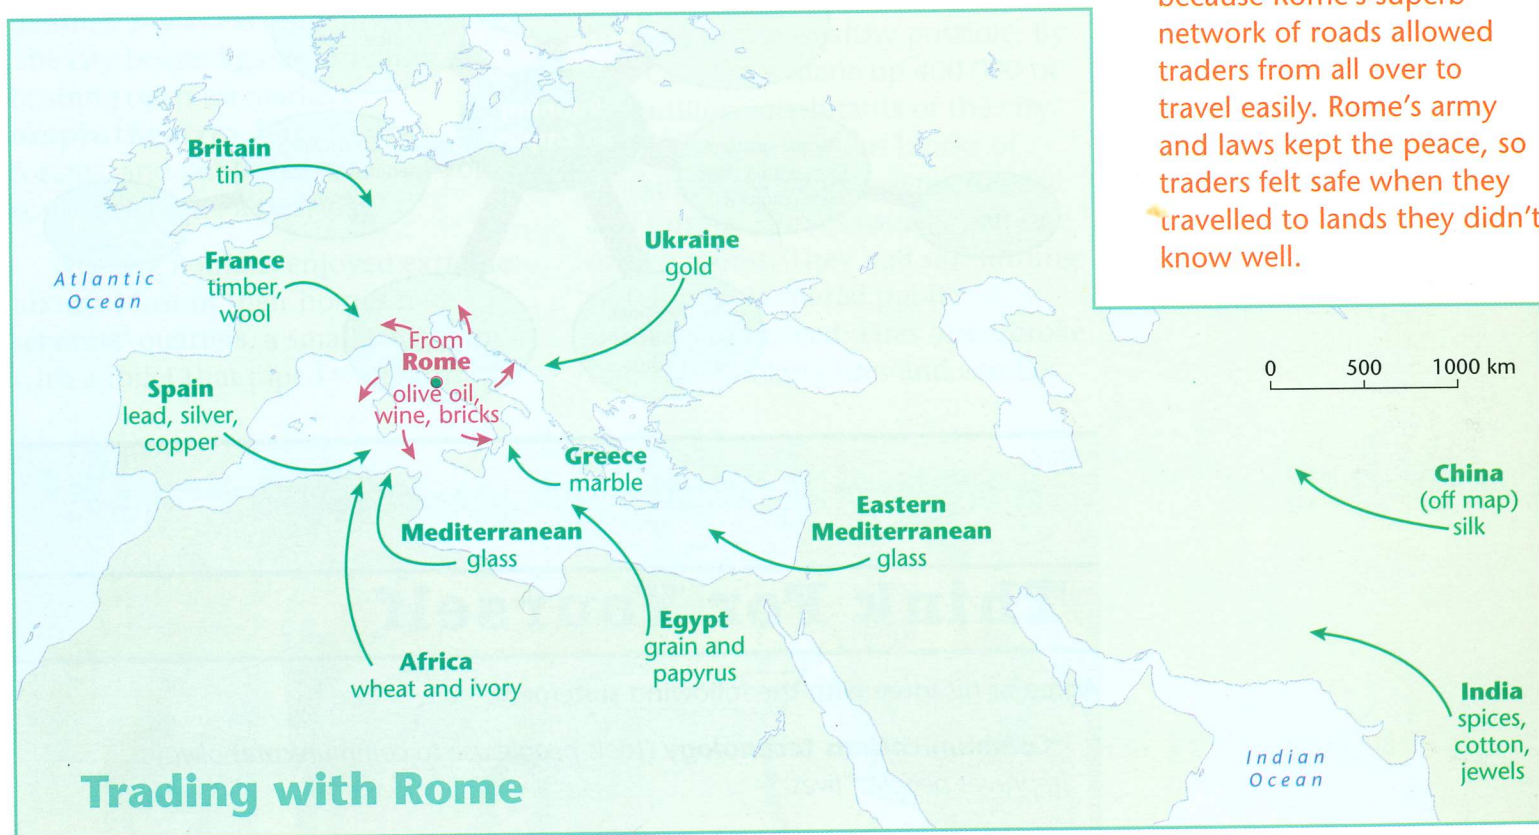 because Rome's superb
network of roads allowed
traders from all over to
travel easily. Rome's army
and laws kept the peace, so
traders felt safe when they
travelled to lands they didn't
know well.
Britain
tin
Ukraine
gold
France
timber,
wool
Atlantic
Ocean
From
Rome
olive oil,
wine, bricks
0 500 1000 km
Spain
lead, silver,
copper
Greece
marble
China
(off map)
silk
Mediterranean
glass
Eastern
Mediterranean
glass
Egypt
grain and
papyrus
Africa
wheat and ivory
India
spices,
cotton,
jewels
Indian
Ocean
Trading with Rome